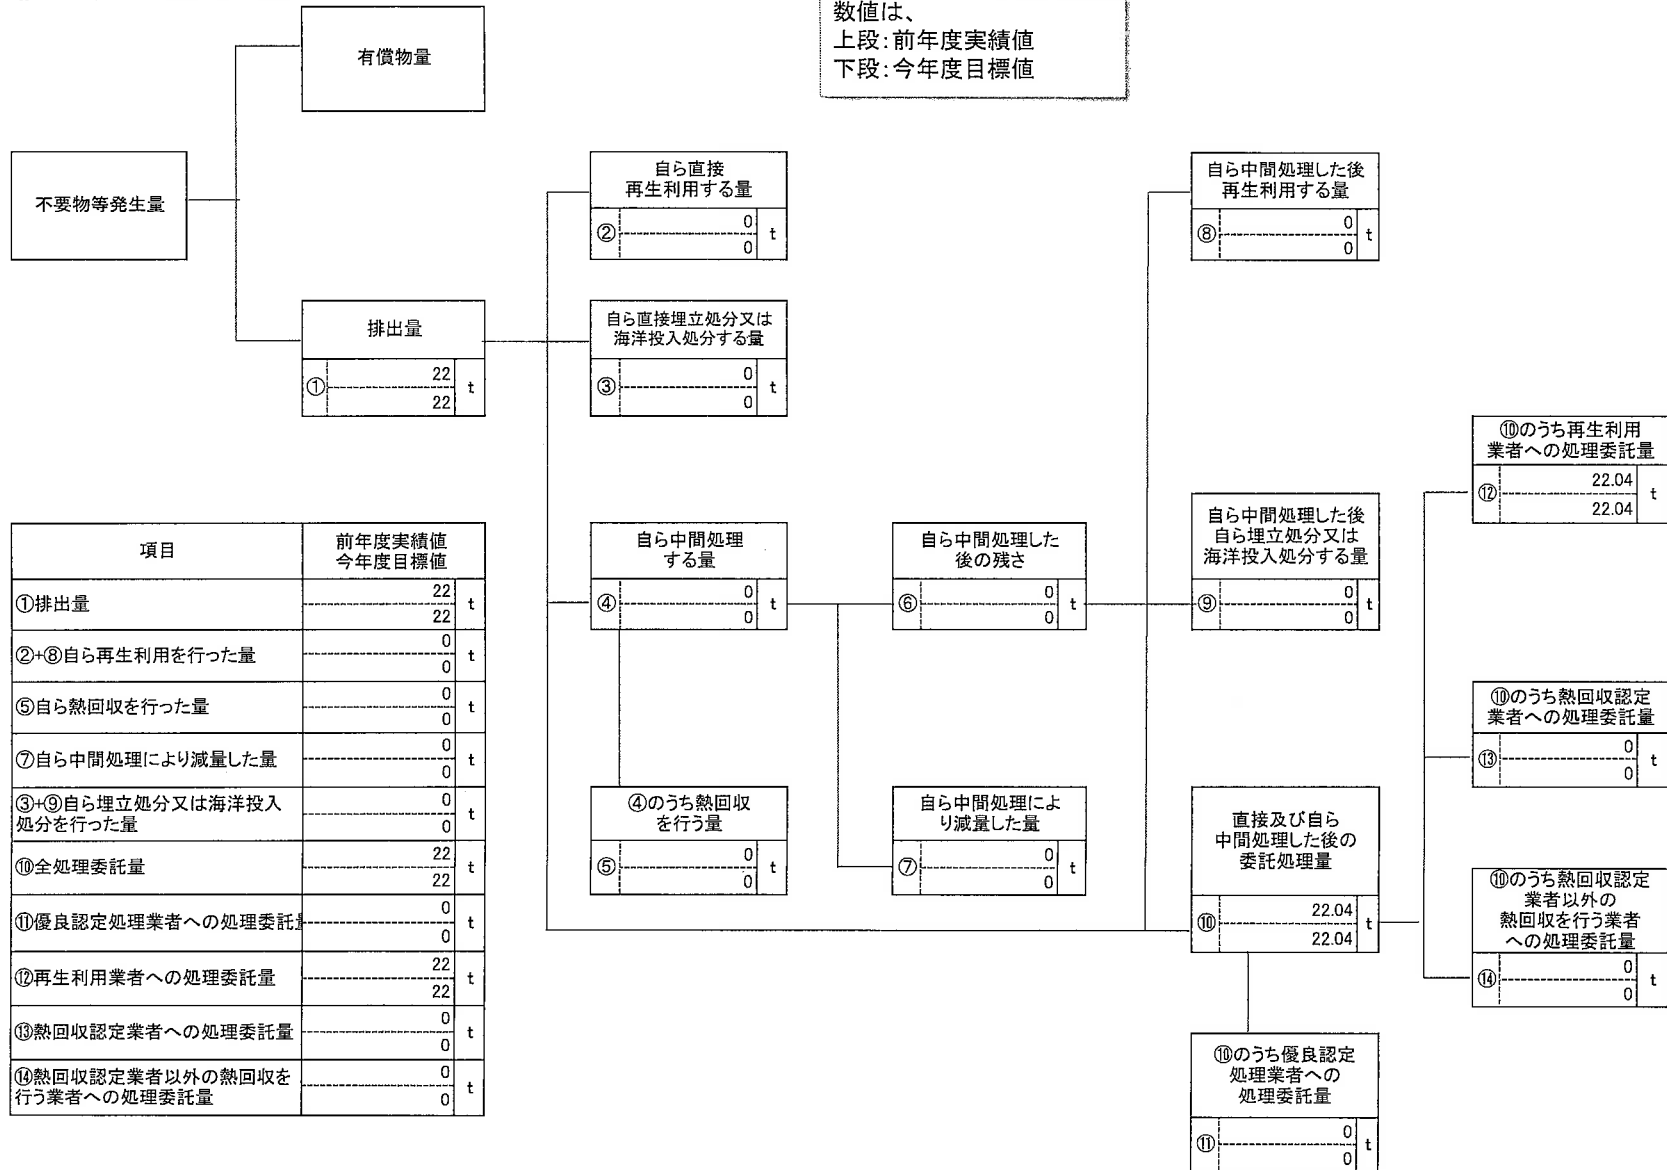 数値は、
上段:前年度実績値
下段:今年度目標値
有償物量
不要物等発生量
排出量
① 22 t
22
自ら直接
再生利用する量
② 0 t
0
自ら直接埋立処分又は
海洋投入処分する量
③ 0 t
0
自ら中間処理した後
再生利用する量
⑧ 0 t
0
自ら中間処理
する量
④ 0 t
0
自ら中間処理した
後の残さ
⑥ 0 t
0
自ら中間処理した後
自ら埋立処分又は
海洋投入処分する量
⑨ 0 t
0
④のうち熱回収
を行う量
⑤ 0 t
0
自ら中間処理によ
り減量した量
⑦ 0 t
0
直接及び自ら
中間処理した後の
委託処理量
⑩ 22.04 t
22.04
⑩のうち優良認定
処理業者への
処理委託量
⑪ 0 t
0
⑩のうち再生利用
業者への処理委託量
⑫ 22.04 t
22.04
⑩のうち熱回収認定
業者への処理委託量
⑬ 0 t
0
⑩のうち熱回収認定
業者以外の
熱回収を行う業者
への処理委託量
⑭ 0 t
0
項目 前年度実績値
今年度目標値
①排出量 22 t
22
②+⑧自ら再生利用を行った量 0 t
0
⑤自ら熱回収を行った量 0 t
0
⑦自ら中間処理により減量した量 0 t
0
③+⑨自ら埋立処分又は海洋投入
処分を行った量 0 t
0
⑩全処理委託量 22 t
22
⑪優良認定処理業者への処理委託 0 t
0
⑫再生利用業者への処理委託量 22 t
22
⑬熱回収認定業者への処理委託量 0 t
0
⑭熱回収認定業者以外の熱回収を
行う業者への処理委託量 0 t
0